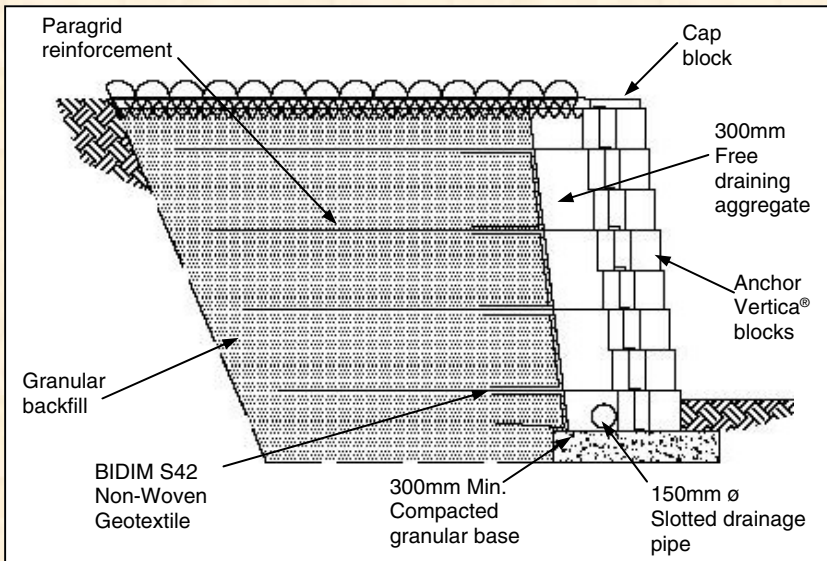 Paragrid
reinforcement
Cap
block
300mm
Free
draining
aggregate
Anchor
Vertica®
blocks
Granular
backfill
BIDIM S42
Non-Woven
Geotextile
300mm Min.
Compacted
granular base
150mm ø
Slotted drainage
pipe